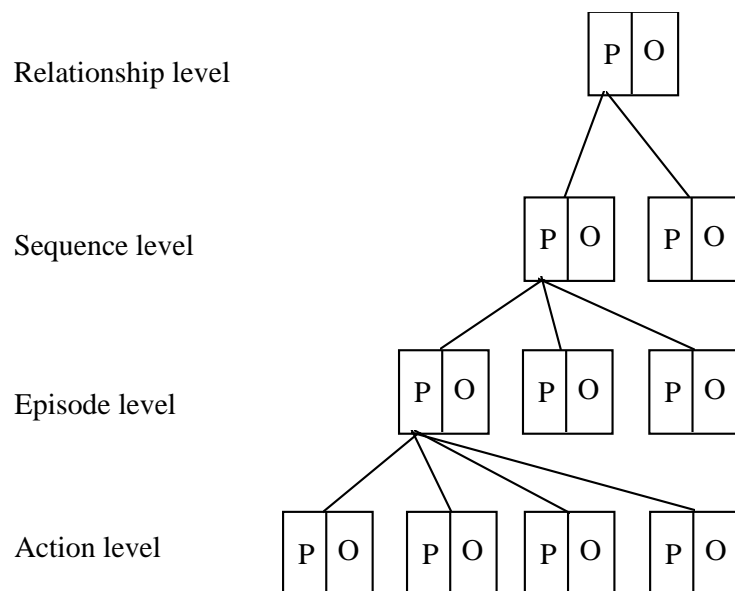 Relationship level P O
Sequence level P O P O
Episode level P O P O P O
Action level P O P O P O P O